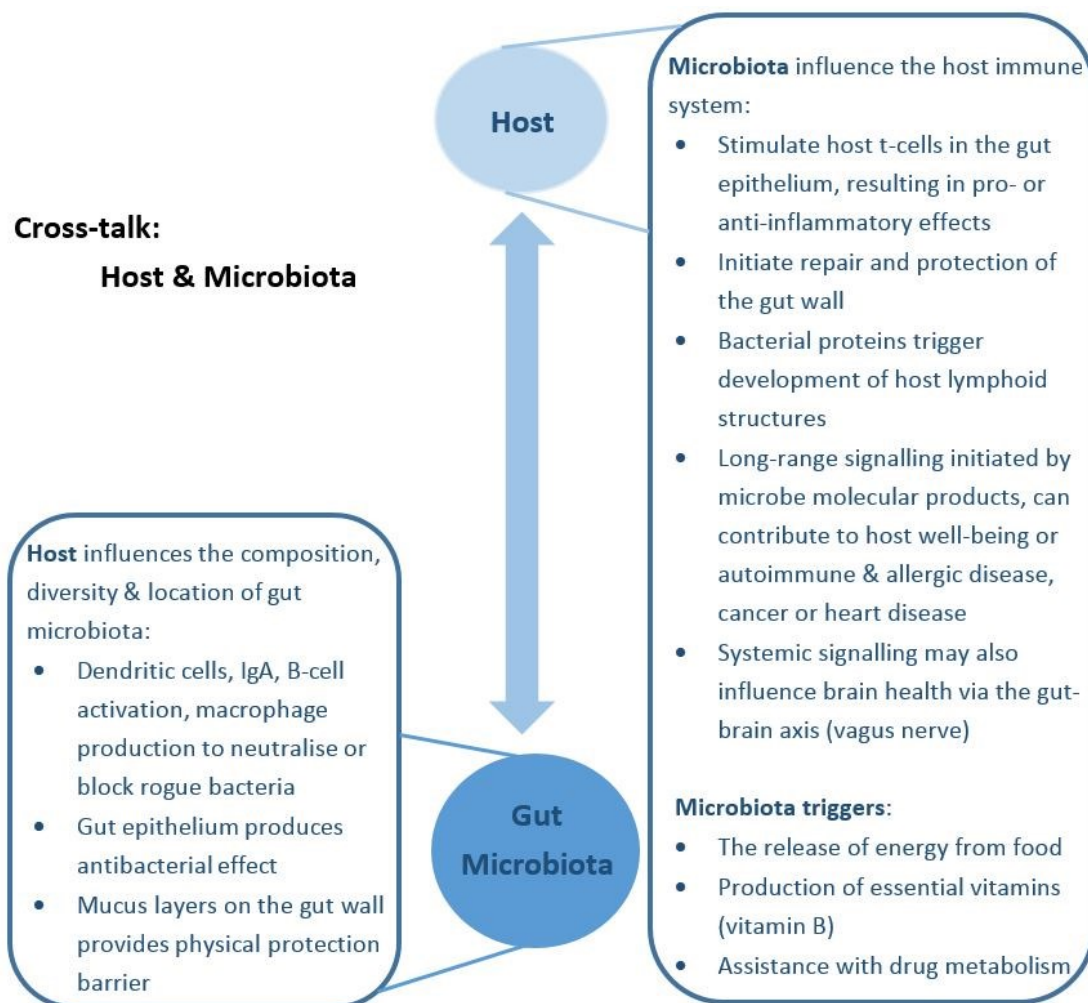 Cross-talk:
Host & Microbiota
Host
Microbiota influence the host immune
system:
• Stimulate host t-cells in the gut
epithelium, resulting in pro- or
anti-inflammatory effects
• Initiate repair and protection of
the gut wall
• Bacterial proteins trigger
development of host lymphoid
structures
• Long-range signalling initiated by
microbe molecular products, can
contribute to host well-being or
autoimmune & allergic disease,
cancer or heart disease
• Systemic signalling may also
influence brain health via the gut-
brain axis (vagus nerve)
Microbiota triggers:
• The release of energy from food
• Production of essential vitamins
(vitamin B)
• Assistance with drug metabolism
Host influences the composition,
diversity & location of gut
microbiota:
• Dendritic cells, IgA, B-cell
activation, macrophage
production to neutralise or
block rogue bacteria
• Gut epithelium produces
antibacterial effect
• Mucus layers on the gut wall
provides physical protection
barrier
Gut
Microbiota